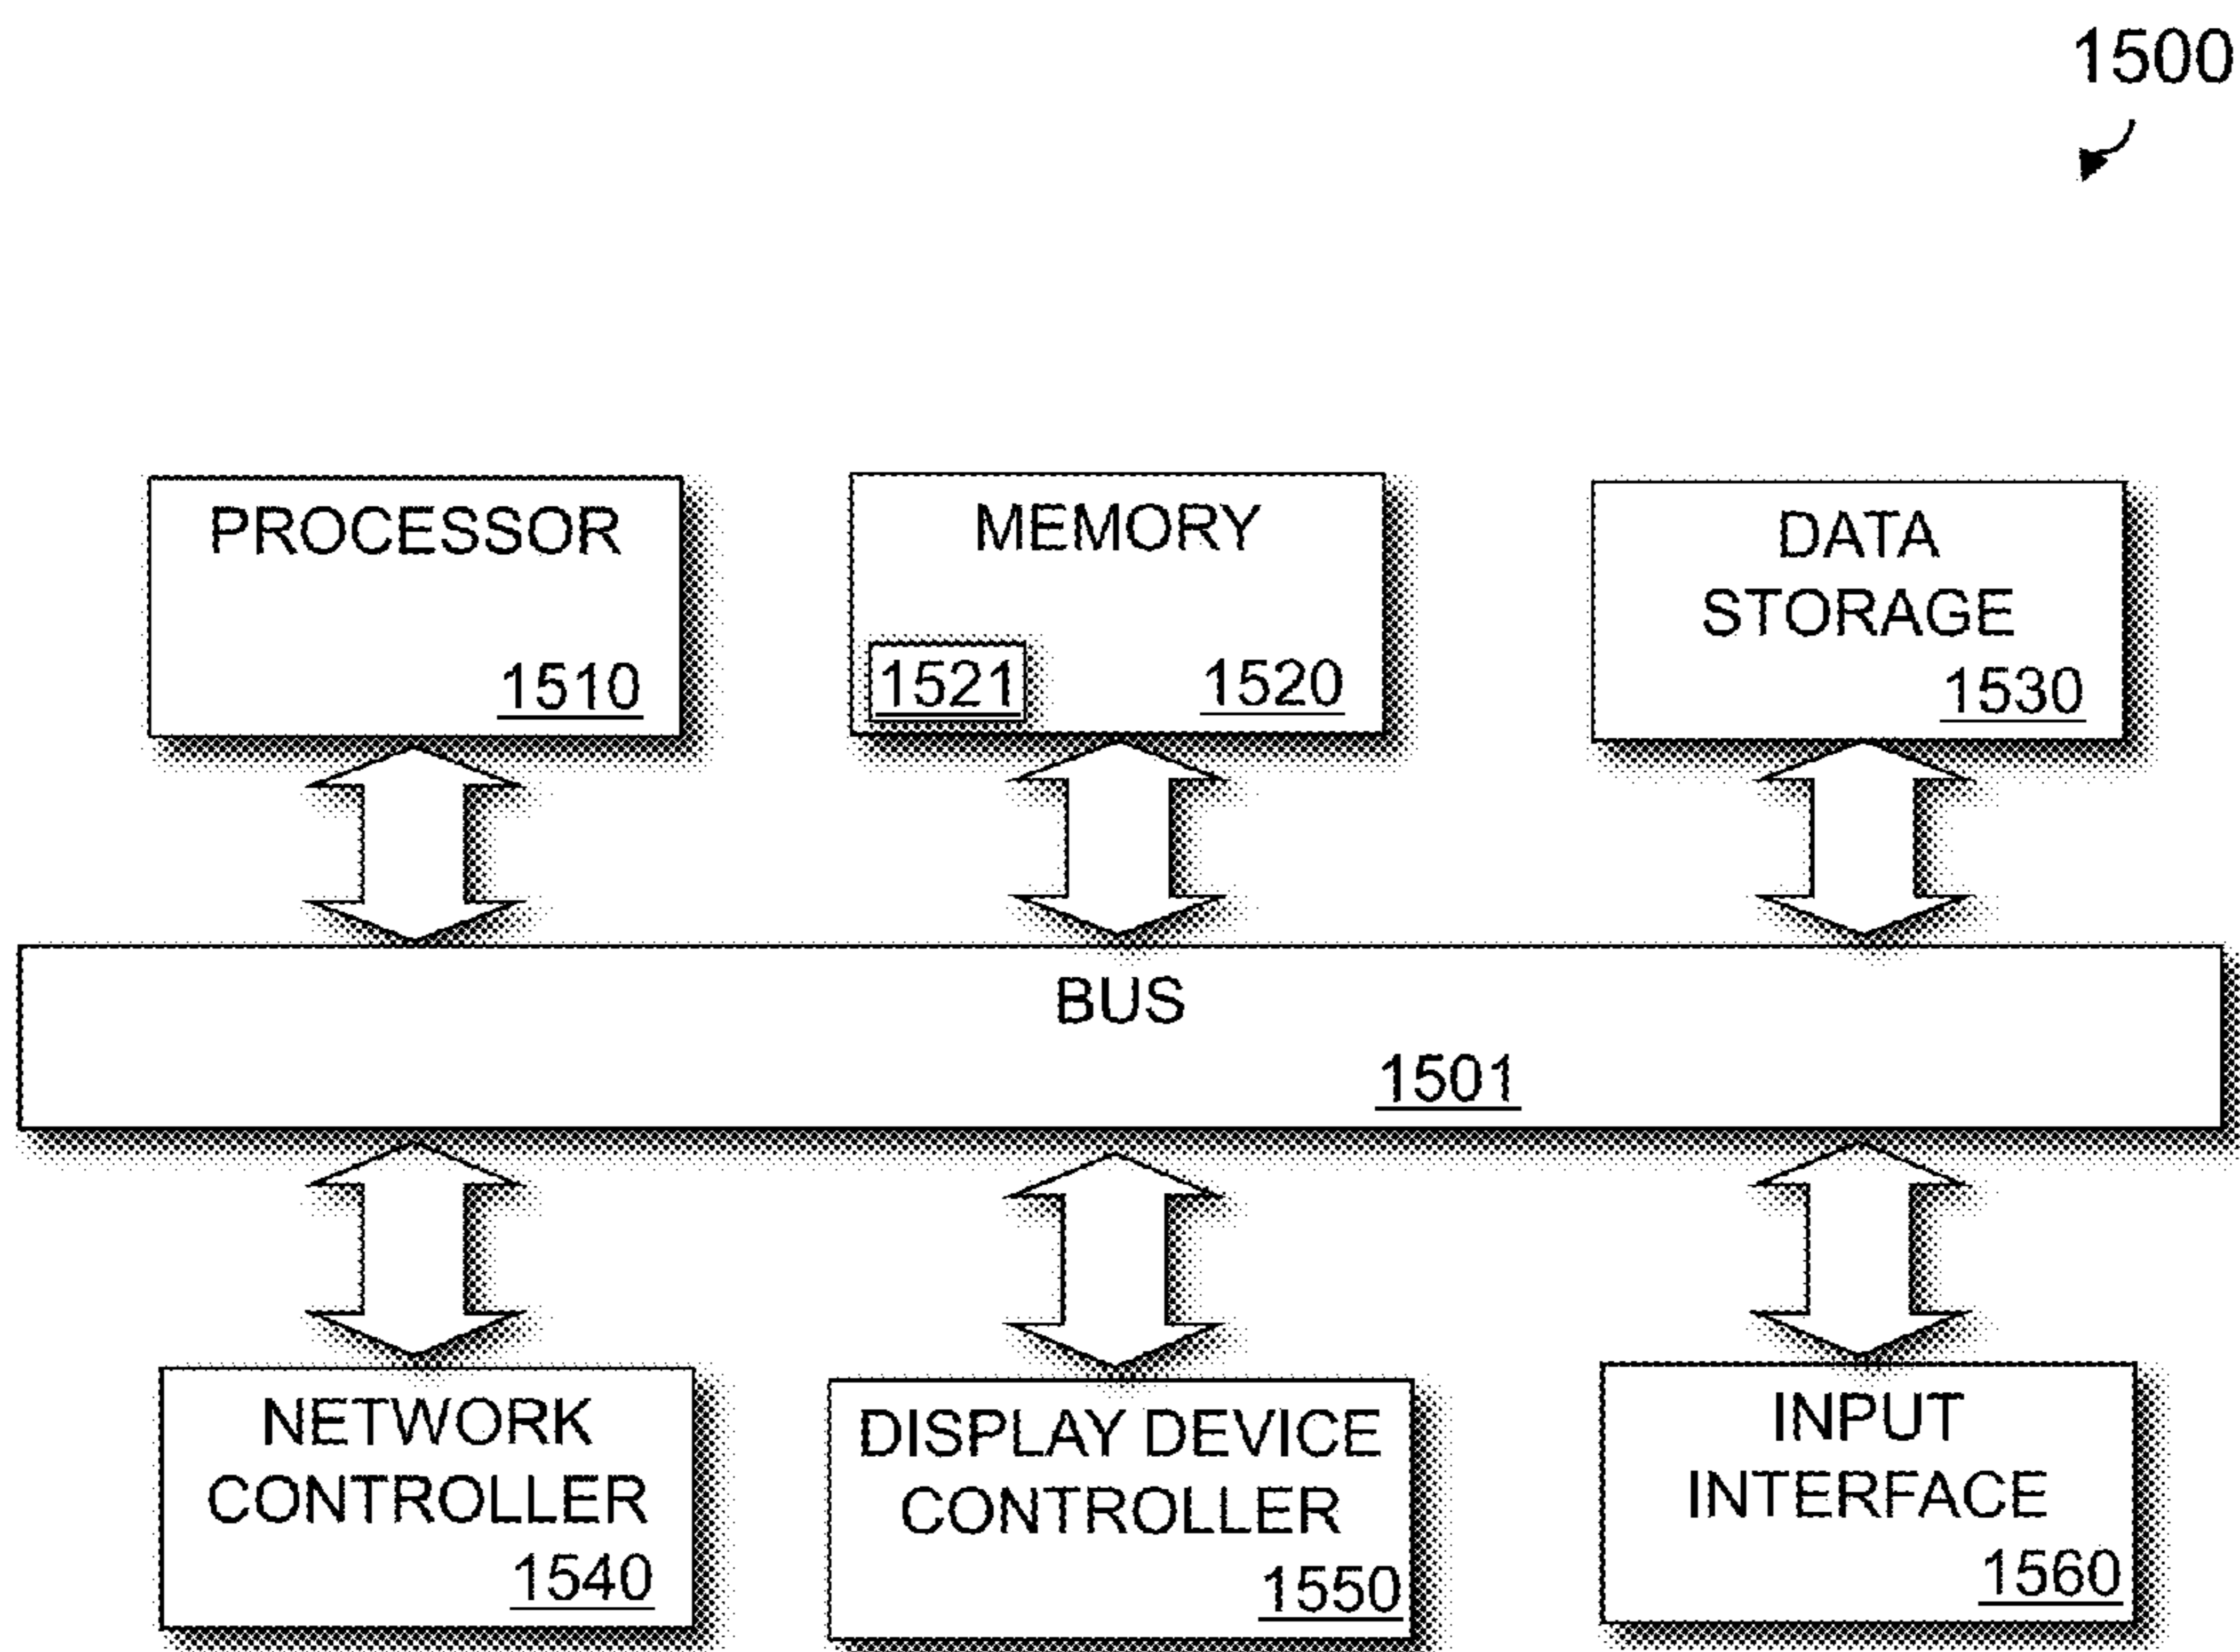 1500
PROCESSOR
1510
MEMORY
1521
1520
DATA
STORAGE
1530
BUS
1501
NETWORK
CONTROLLER
1540
DISPLAY DEVICE
CONTROLLER
1550
INPUT
INTERFACE
1560